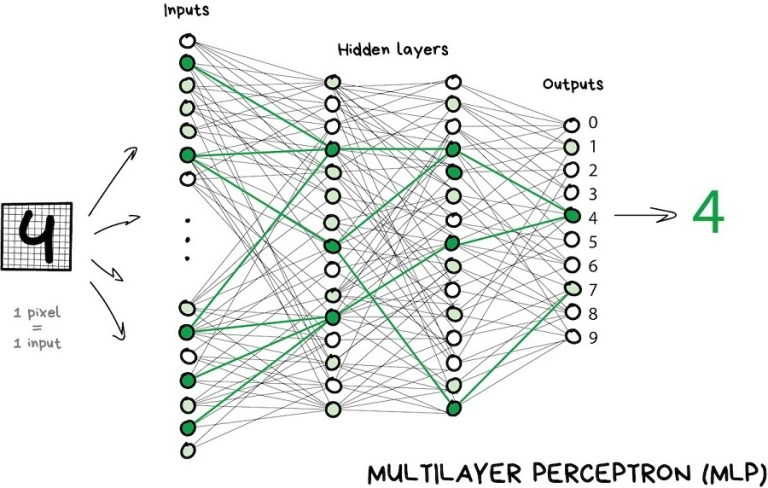 Inputs
Hidden layers
Outputs
0
1
2
3
4
5
6
7
8
9
4
4
1 pixel
=
1 input
MULTILAYER PERCEPTRON (MLP)